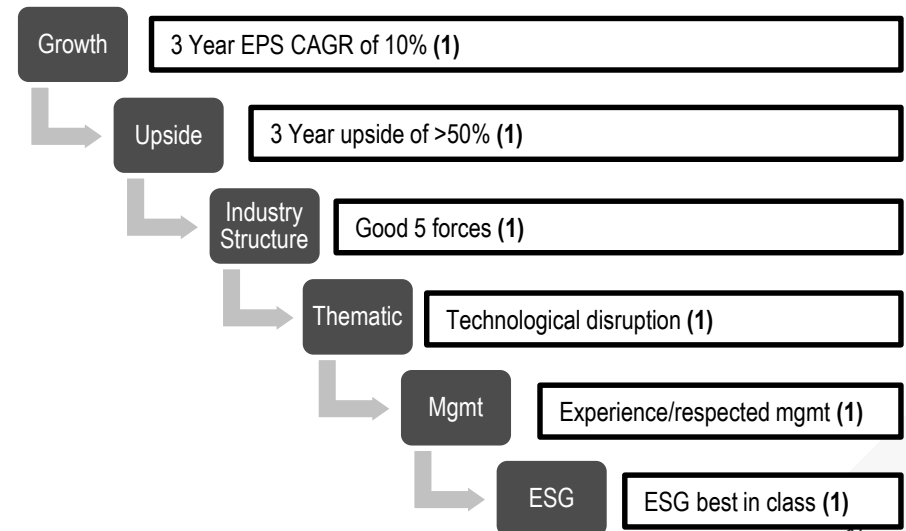 Growth
3 Year EPS CAGR of 10% (1)
Upside
3 Year upside of >50% (1)
Industry
Structure
Good 5 forces (1)
Thematic
Technological disruption (1)
Mgmt
Experience/respected mgmt (1)
ESG
ESG best in class (1)